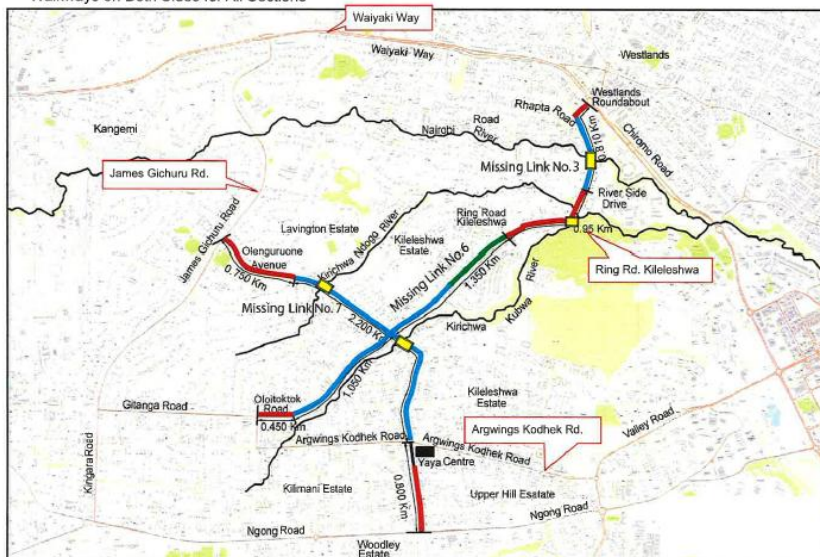 Walkways on Both Sides for All Sections
Waiyaki Way
Waiyaki Way
Westlands
Westlands
Roundabout
Rhapta Road
0.810 Km
Chiromo Road
Kangemi
Nairobi
Road
River
Missing Link No.3
James Gichuru Rd.
River Side
Drive
James Gichuru Road
Lavington Estate
Ring Road
Kileleshwa
0.95 Km
Olenguruone
Avenue
Kirichwa Ndogo River
Kileleshwa
Estate
Ring Rd. Kileleshwa
0.750 Km
Missing Link No.6
1.350 Km
River
Missing Link No.7
2.200 Km
Kirichwa
Kubwa
1.050 Km
Kileleshwa
Estate
Gitanga Road
Oloitoktok
Road
0.450 Km
Argwings Kodhek Rd.
Valley Road
Argwings Kodhek Road
Argwings Kodhek Road
Yaya Centre
Kingara Road
Kilimani Estate
0.800 Km
Upper Hill Esatate
Ngong Road
Ngong Road
Woodley
Estate